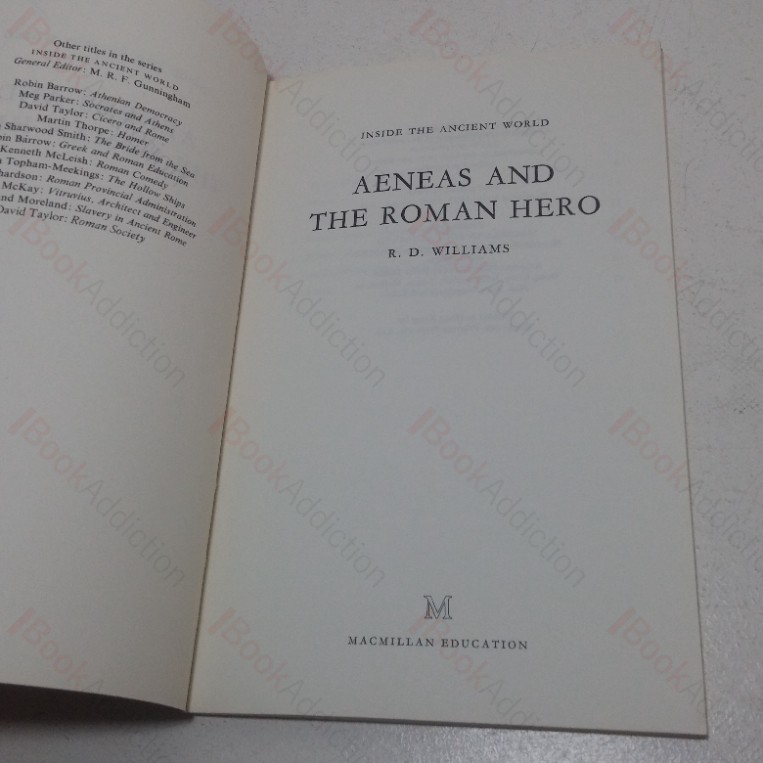 Other titles in the series
INSIDE THE ANCIENT WORLD
General Editor: M. R. F. Gunningham
Robin Barrow: Athenian Democracy
Meg Parker: Socrates and Athens
David Taylor: Cicero and Rome
Martin Thorpe: Homer
Sharwood Smith: The Bride from the Sea
Barrow: Greek and Roman Education
Kenneth McLeish: Roman Comedy
Topham-Meekings: The Hollow Ships
Roman Provincial Administration
McKay: Vitruvius, Architect and Engineer
Moreland: Slavery in Ancient Rome
David Taylor: Roman Society
INSIDE THE ANCIENT WORLD
AENEAS AND
THE ROMAN HERO
R. D. WILLIAMS
M
MACMILLAN EDUCATION
BookAddiction